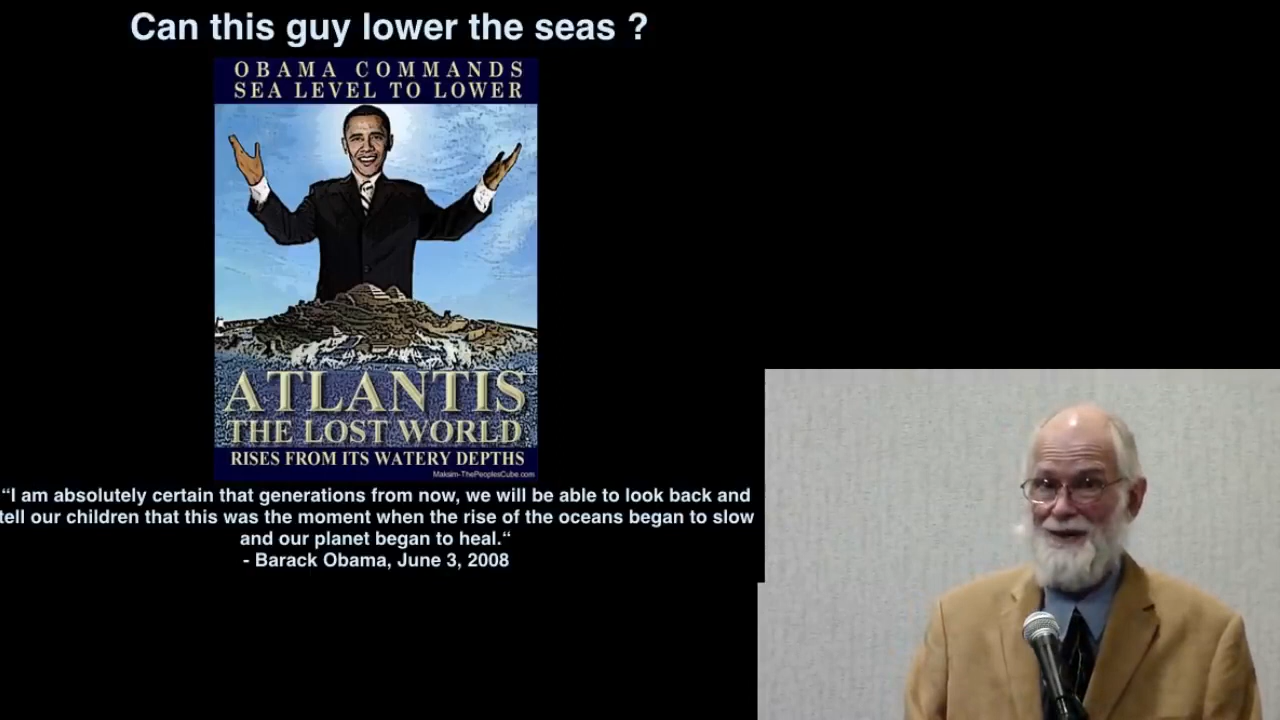 Can this guy lower the seas ?
OBAMA COMMANDS
SEA LEVEL TO LOWER
ATLANTIS
THE LOST WORLD
RISES FROM ITS WATERY DEPTHS
Maksim-ThePeoplesCube.com
“I am absolutely certain that generations from now, we will be able to look back and
tell our children that this was the moment when the rise of the oceans began to slow
and our planet began to heal.“
- Barack Obama, June 3, 2008